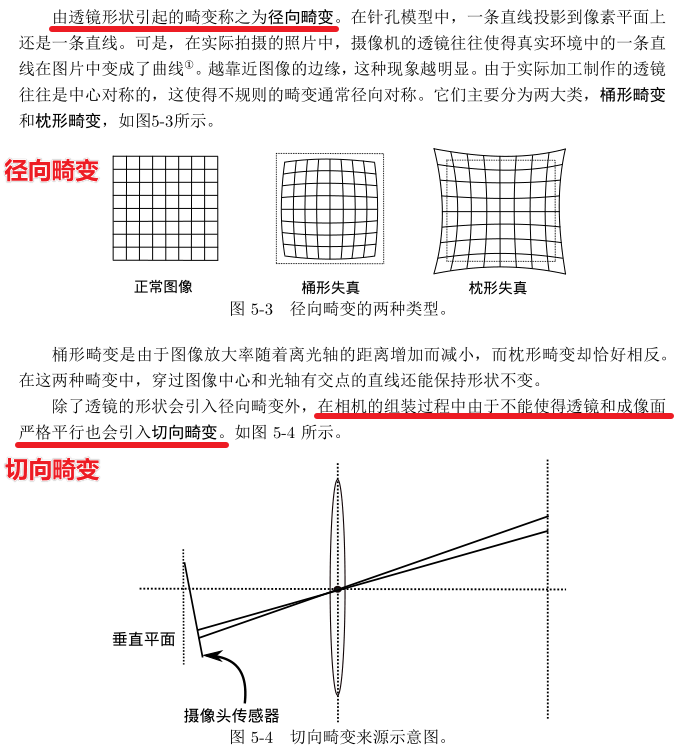 由透镜形状引起的畸变称之为径向畸变。在针孔模型中，一条直线投影到像素平面上
还是一条直线。可是，在实际拍摄的照片中，摄像机的透镜往往使得真实环境中的一条直
线在图片中变成了曲线①。越靠近图像的边缘，这种现象越明显。由于实际加工制作的透镜
往往是中心对称的，这使得不规则的畸变通常径向对称。它们主要分为两大类，桶形畸变
和枕形畸变，如图5-3所示。
径向畸变
正常图像
桶形失真
枕形失真
图 5-3 径向畸变的两种类型。
桶形畸变是由于图像放大率随着离光轴的距离增加而减小，而枕形畸变却恰好相反。
在这两种畸变中，穿过图像中心和光轴有交点的直线还能保持形状不变。
除了透镜的形状会引入径向畸变外，在相机的组装过程中由于不能使得透镜和成像面
严格平行也会引入切向畸变。如图 5-4 所示。
切向畸变
垂直平面
摄像头传感器
图 5-4 切向畸变来源示意图。